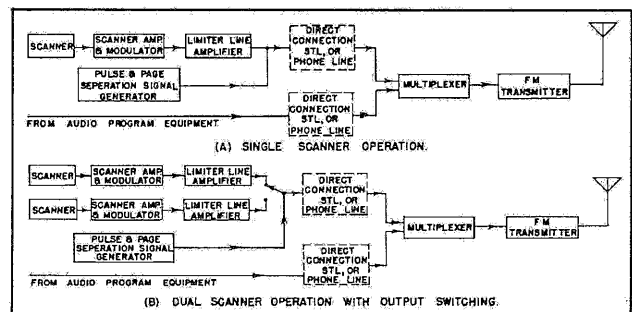 SCANNER
SCANNER AMP
& MODULATOR
LIMITER LINE
AMPLIFIER
DIRECT
CONNECTION
STL, OR
PHONE LINE
PULSE & PAGE
SEPERATION SIGNAL
GENERATOR
DIRECT
CONNECTION
STL, OR
PHONE LINE
MULTIPLEXER
FM
TRANSMITTER
FROM AUDIO PROGRAM EQUIPMENT
(A) SINGLE SCANNER OPERATION.
SCANNER
SCANNER AMP
& MODULATOR
LIMITER LINE
AMPLIFIER
DIRECT
CONNECTION
STL, OR
PHONE LINE
SCANNER
SCANNER AMP
& MODULATOR
LIMITER LINE
AMPLIFIER
PULSE & PAGE
SEPERATION SIGNAL
GENERATOR
DIRECT
CONNECTION
STL, OR
PHONE LINE
MULTIPLEXER
FM
TRANSMITTER
FROM AUDIO PROGRAM EQUIPMENT
(B) DUAL SCANNER OPERATION WITH OUTPUT SWITCHING.